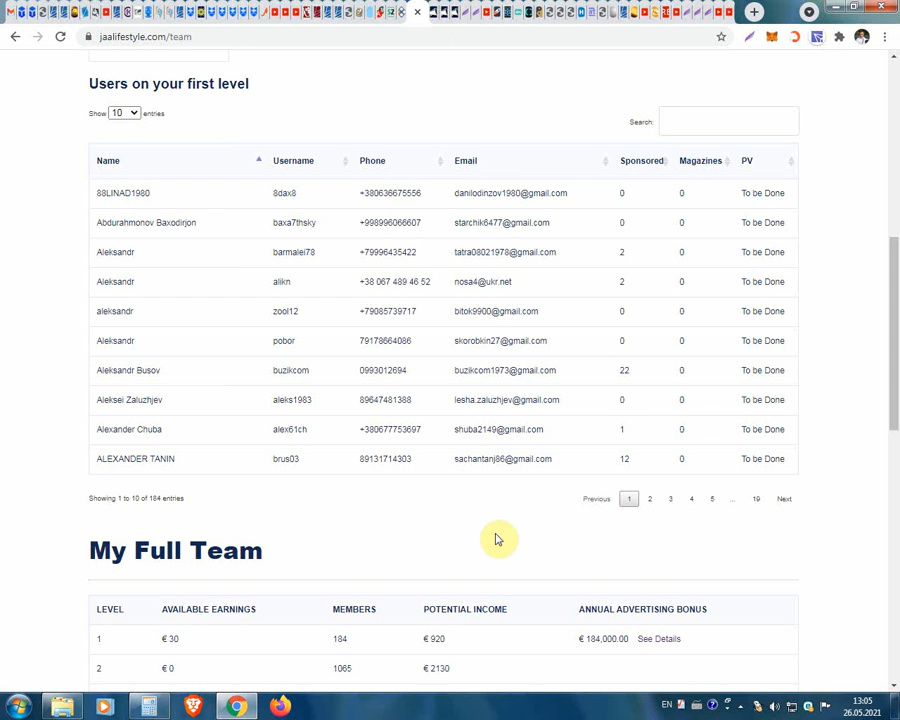 jaalifestyle.com/team
Users on your first level
Show 10 entries
Search:
Name Username Phone Email Sponsored Magazines PV
88LINAD1980 8dax8 +380636675556 danilodinzov1980@gmail.com 0 0 To be Done
Abdurahmonov Baxodirjon baxa7thsky +998996066607 starchik6477@gmail.com 0 0 To be Done
Aleksandr barmalei78 +79996435422 tatra08021978@gmail.com 2 0 To be Done
Aleksandr alikn +38 067 489 46 52 nosa4@ukr.net 2 0 To be Done
aleksandr zool12 +79085739717 bitok9900@gmail.com 0 0 To be Done
Aleksandr pobor 79178664086 skorobkin27@gmail.com 0 0 To be Done
Aleksandr Busov buzikcom 0993012694 buzikcom1973@gmail.com 22 0 To be Done
Aleksei Zaluzhjev aleks1983 89647481388 lesha.zaluzhjev@gmail.com 0 0 To be Done
Alexander Chuba alex61ch +380677753697 shuba2149@gmail.com 1 0 To be Done
ALEXANDER TANIN brus03 89131714303 sachantanj86@gmail.com 12 0 To be Done
Showing 1 to 10 of 184 entries
Previous 1 2 3 4 5 ... 19 Next
My Full Team
LEVEL AVAILABLE EARNINGS MEMBERS POTENTIAL INCOME ANNUAL ADVERTISING BONUS
1 € 30 184 € 920 € 184,000.00 See Details
2 € 0 1065 € 2130
EN
13:05
26.05.2021